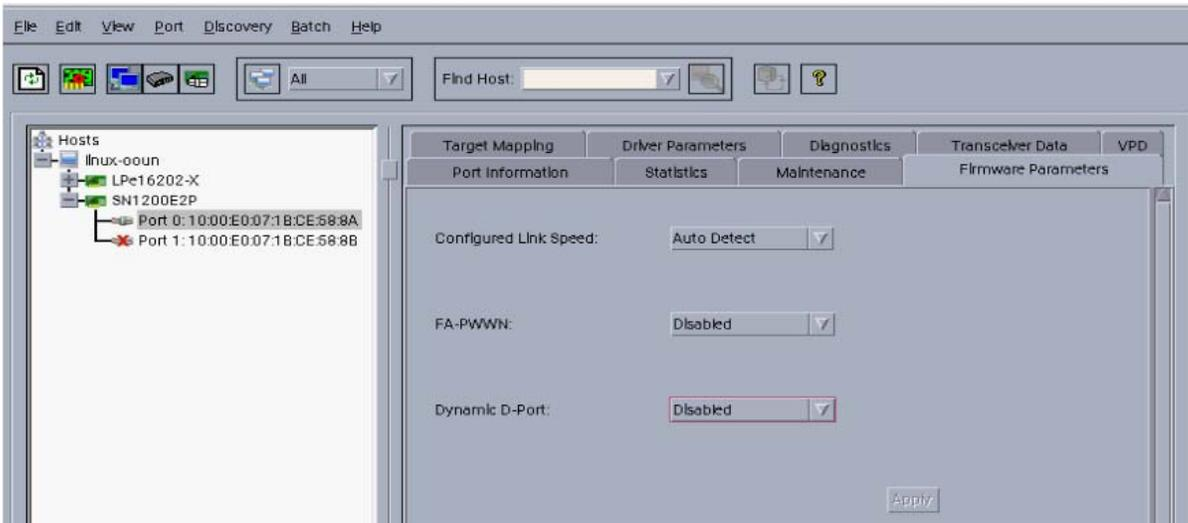 File Edit View Port Discovery Batch Help
All
Find Host:
Hosts
linux-ooun
LPe16202-X
SN1200E2P
Port 0: 10:00:E0:07:1B:CE:58:8A
Port 1: 10:00:E0:07:1B:CE:58:8B
Target Mapping Driver Parameters Diagnostics Transceiver Data VPD
Port Information Statistics Maintenance Firmware Parameters
Configured Link Speed: Auto Detect
FA-PWWN: Disabled
Dynamic D-Port: Disabled
Apply